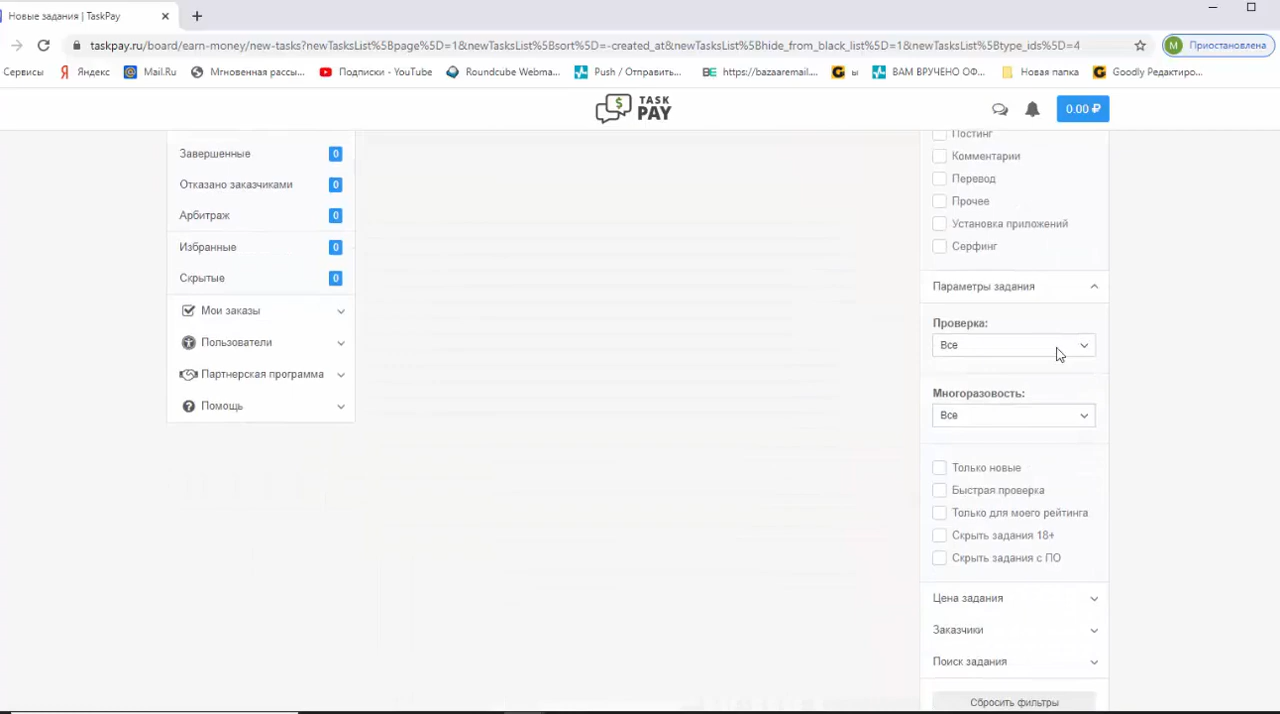 Новые задания | TaskPay
taskpay.ru/board/earn-money/new-tasks?newTasksList%5Bpage%5D=1&newTasksList%5Bsort%5D=-created_at&newTasksList%5Bhide_from_black_list%5D=1&newTasksList%5Btype_ids%5D=4
М Приостановлена
Сервисы Яндекс Mail.Ru Мгновенная рассы... Подписки - YouTube Roundcube Webma... Push / Отправить... https://bazaaremail.... ы ВАМ ВРУЧЕНО ОФ... Новая папка Goodly Редактиро...
TASK PAY
0.00 ₽
Завершенные 0
Отказано заказчиками 0
Арбитраж 0
Избранные 0
Скрытые 0
Мои заказы
Пользователи
Партнерская программа
Помощь
Постинг
Комментарии
Перевод
Прочее
Установка приложений
Серфинг
Параметры задания
Проверка:
Все
Многоразовость:
Все
Только новые
Быстрая проверка
Только для моего рейтинга
Скрыть задания 18+
Скрыть задания с ПО
Цена задания
Заказчики
Поиск задания
Сбросить фильтры